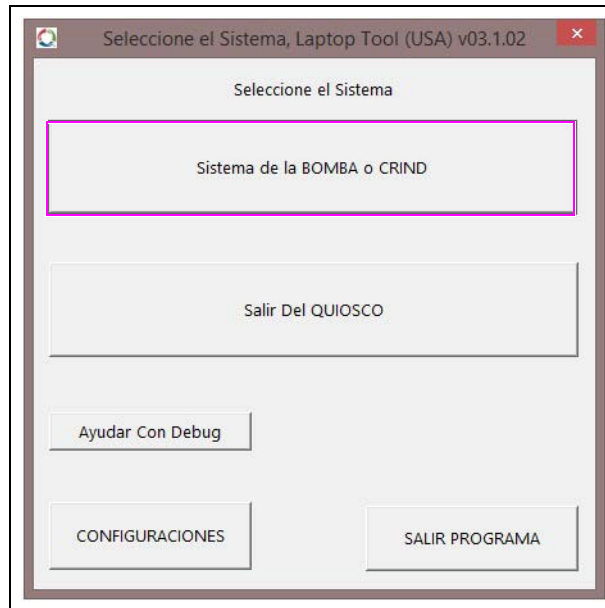 Seleccione el Sistema, Laptop Tool (USA) v03.1.02
Seleccione el Sistema
Sistema de la BOMBA o CRIND
Salir Del QUIOSCO
Ayudar Con Debug
CONFIGURACIONES
SALIR PROGRAMA